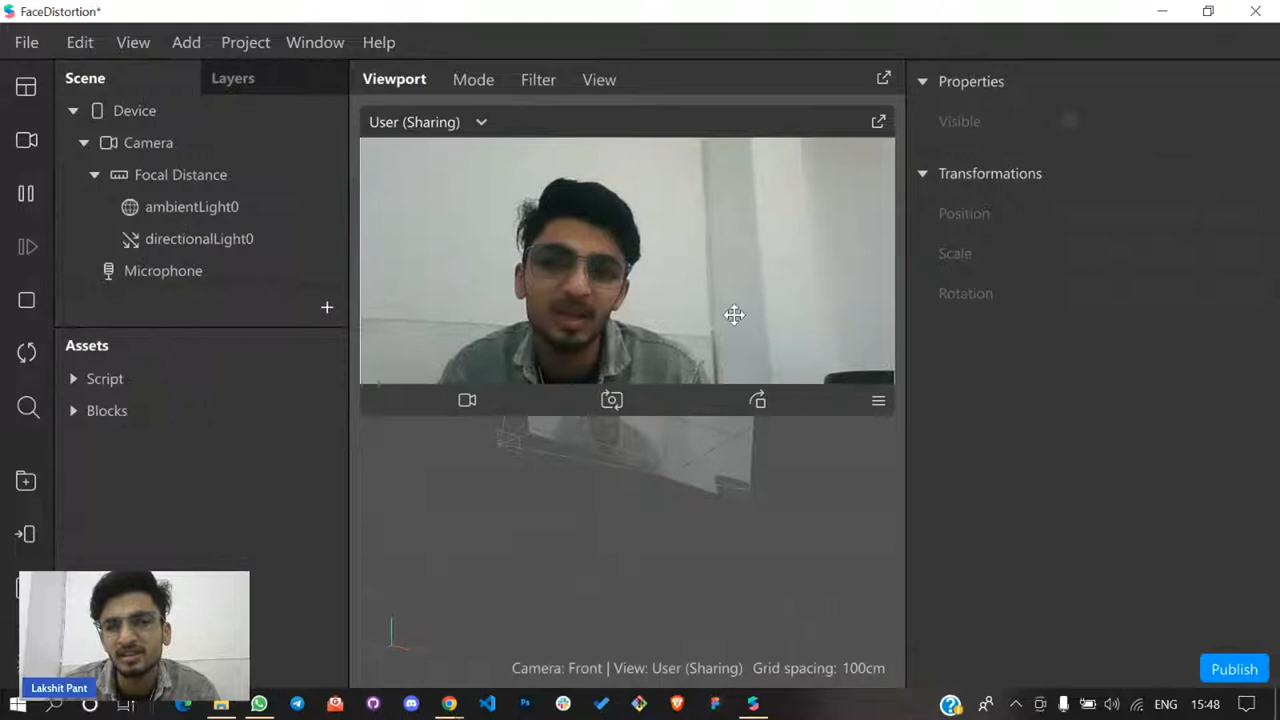 FaceDistortion*
File Edit View Add Project Window Help
Scene Layers
Device
Camera
Focal Distance
ambientLight0
directionalLight0
Microphone
+
Assets
Script
Blocks
Viewport Mode Filter View
User (Sharing)
Camera: Front | View: User (Sharing) Grid spacing: 100cm
Properties
Visible
Transformations
Position
Scale
Rotation
Publish
Lakshit Pant
ENG 15:48